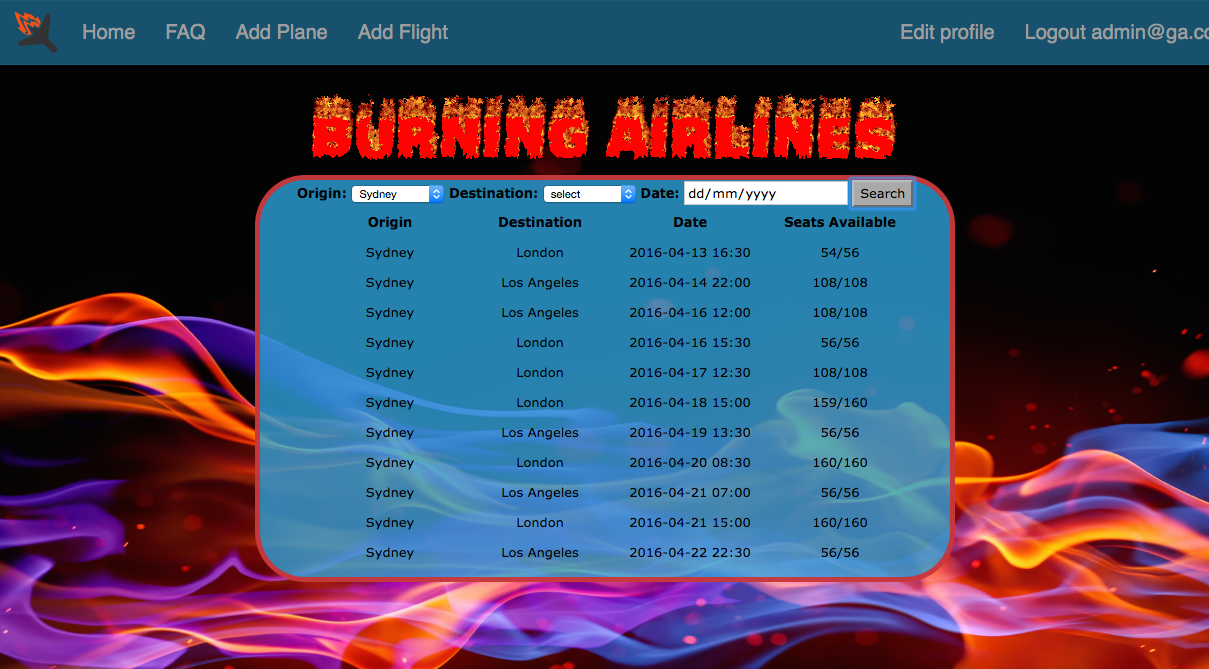 Home FAQ Add Plane Add Flight Edit profile Logout admin@ga.co
BURNING AIRLINES
Origin: Sydney Destination: select Date: dd/mm/yyyy Search
Origin Destination Date Seats Available
Sydney London 2016-04-13 16:30 54/56
Sydney Los Angeles 2016-04-14 22:00 108/108
Sydney Los Angeles 2016-04-16 12:00 108/108
Sydney London 2016-04-16 15:30 56/56
Sydney London 2016-04-17 12:30 108/108
Sydney London 2016-04-18 15:00 159/160
Sydney Los Angeles 2016-04-19 13:30 56/56
Sydney London 2016-04-20 08:30 160/160
Sydney Los Angeles 2016-04-21 07:00 56/56
Sydney London 2016-04-21 15:00 160/160
Sydney Los Angeles 2016-04-22 22:30 56/56